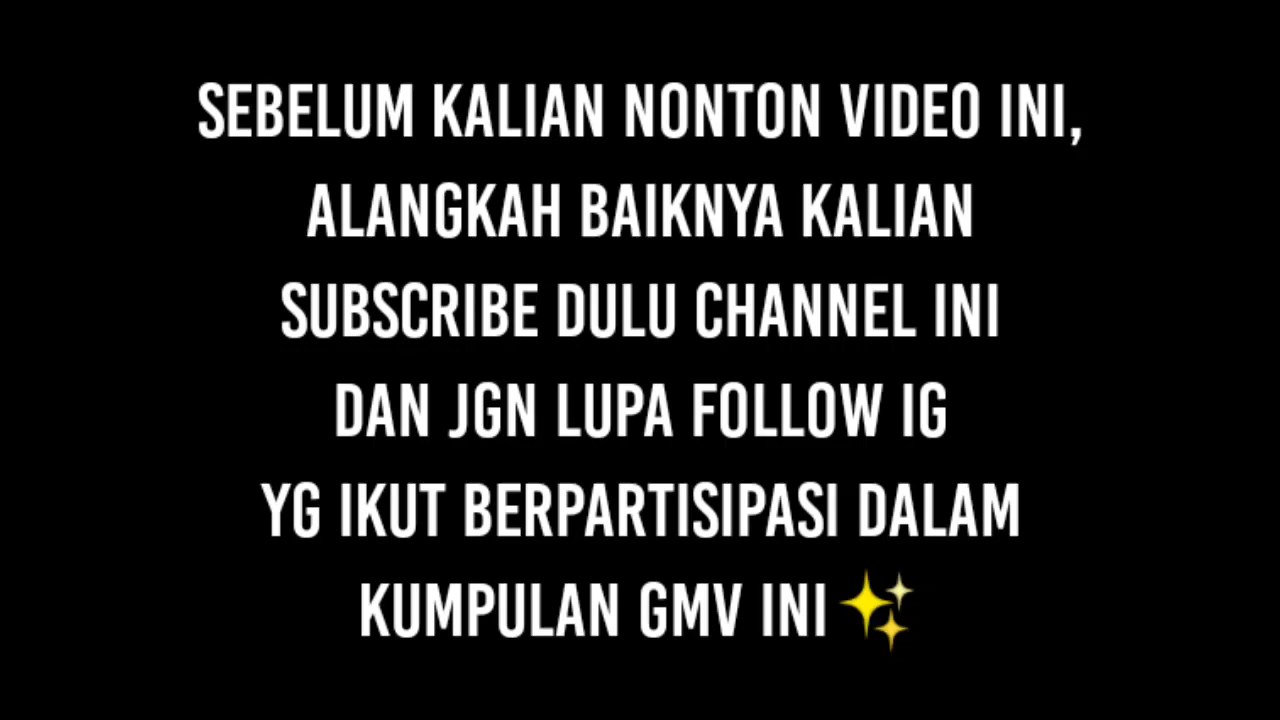 SEBELUM KALIAN NONTON VIDEO INI,
ALANGKAH BAIKNYA KALIAN
SUBSCRIBE DULU CHANNEL INI
DAN JGN LUPA FOLLOW IG
YG IKUT BERPARTISIPASI DALAM
KUMPULAN GMV INI✨